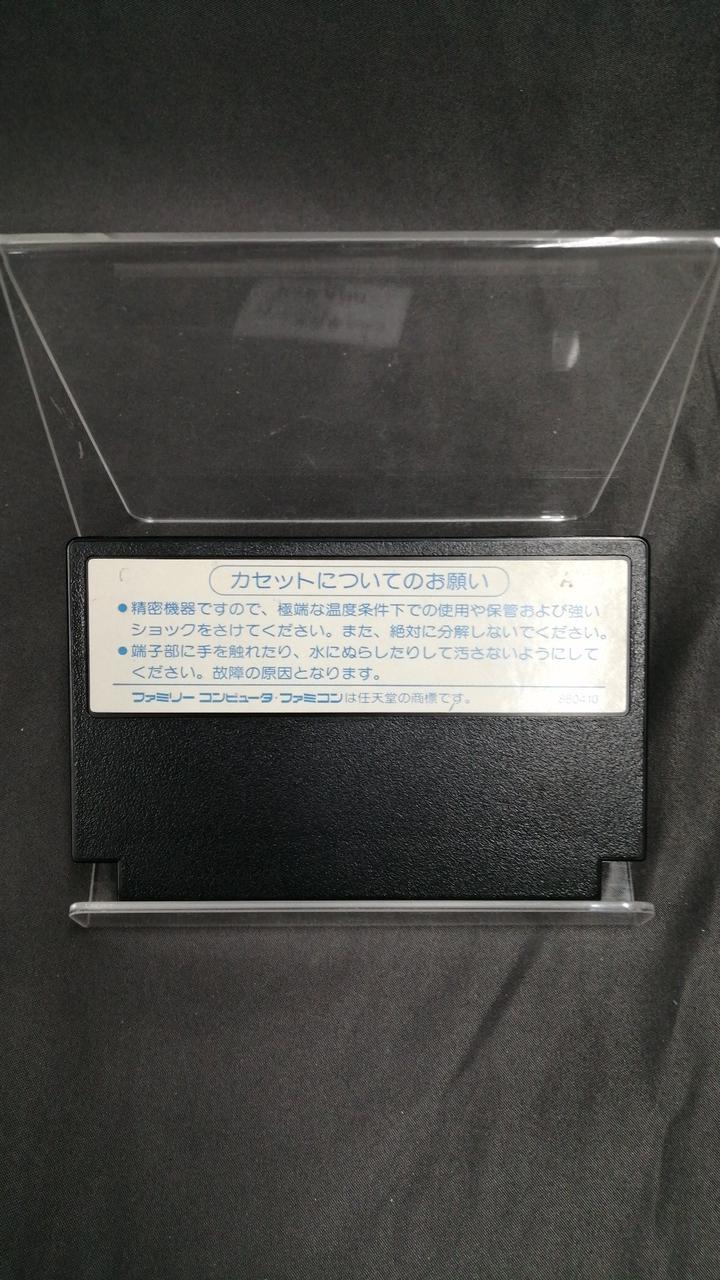 カセットについてのお願い
●精密機器ですので、極端な温度条件下での使用や保管および強い
ショックをさけてください。また、絶対に分解しないでください。
●端子部に手を触れたり、水にぬらしたりして汚さないようにして
ください。故障の原因となります。
ファミリー コンピュータ・ファミコンは任天堂の商標です。